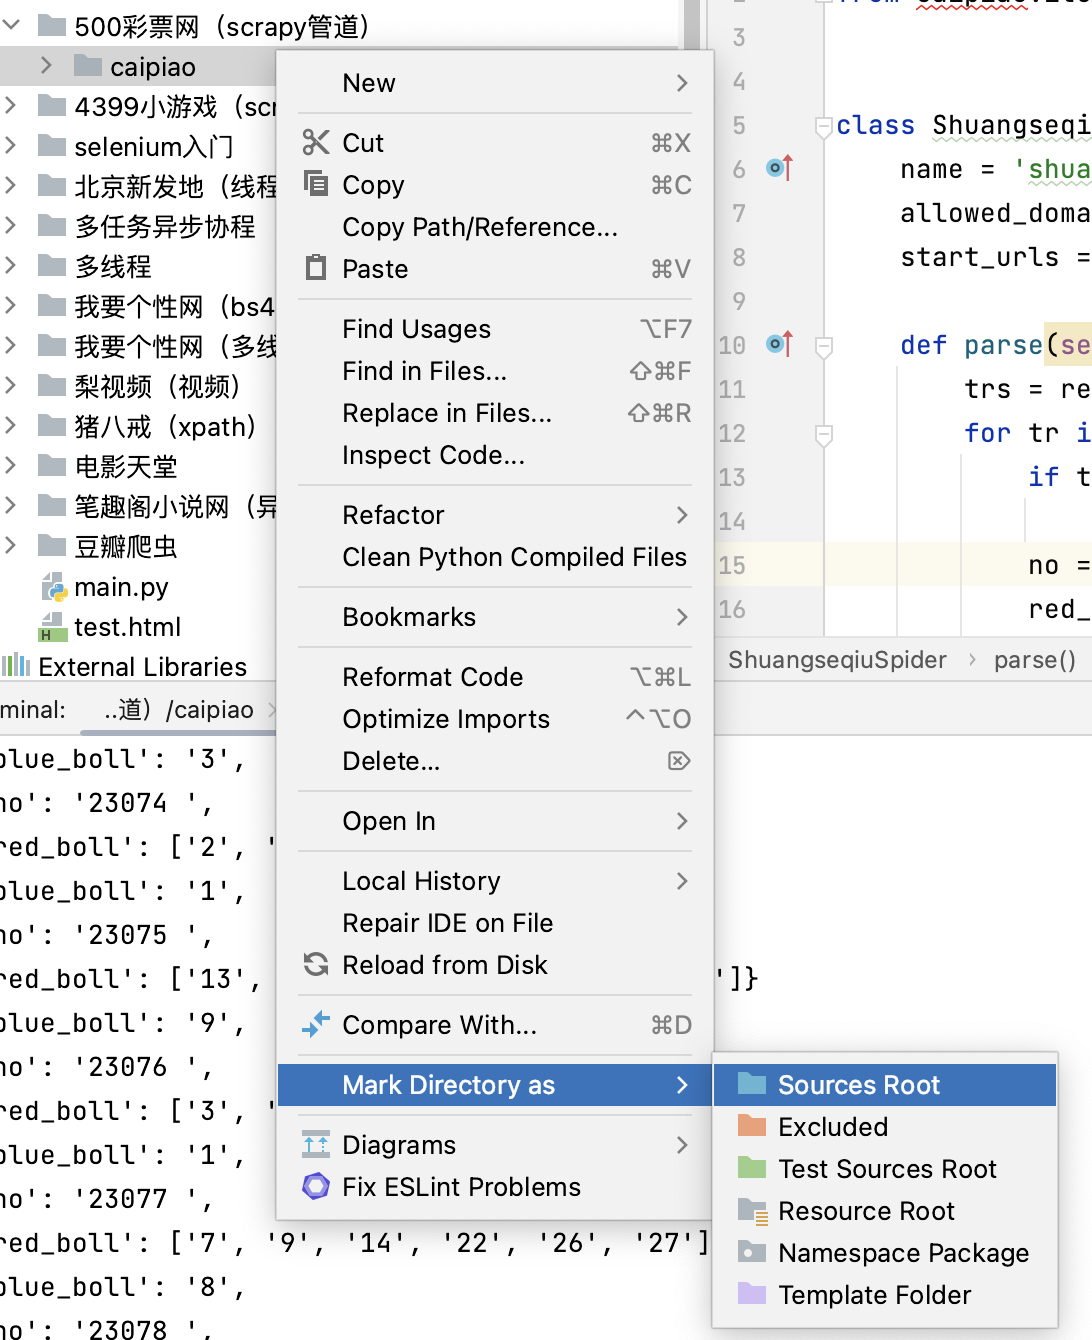 500彩票网（scrapy管道）
caipiao
4399小游戏（scr
selenium入门
北京新发地（线程
多任务异步协程
多线程
我要个性网（bs4
我要个性网（多线
梨视频（视频）
猪八戒（xpath）
电影天堂
笔趣阁小说网（异
豆瓣爬虫
main.py
test.html
External Libraries
New
Cut ⌘X
Copy ⌘C
Copy Path/Reference...
Paste ⌘V
Find Usages ⌥F7
Find in Files... ⇧⌘F
Replace in Files... ⇧⌘R
Inspect Code...
Refactor
Clean Python Compiled Files
Bookmarks
Reformat Code ⌥⌘L
Optimize Imports ^⌥O
Delete... ⌦
Open In
Local History
Repair IDE on File
Reload from Disk
Compare With... ⌘D
Mark Directory as
Diagrams
Fix ESLint Problems
Sources Root
Excluded
Test Sources Root
Resource Root
Namespace Package
Template Folder
3
4
5 class Shuangseqi
6 name = 'shua
7 allowed_doma
8 start_urls =
9
10 def parse(se
11 trs = re
12 for tr i
13 if t
14
15 no =
16 red_
ShuangseqiuSpider › parse()
minal: ..道）/caipiao
blue_boll': '3',
no': '23074 ',
red_boll': ['2', '
blue_boll': '1',
no': '23075 ',
red_boll': ['13', ']}
blue_boll': '9',
no': '23076 ',
red_boll': ['3', '
blue_boll': '1',
no': '23077 ',
red_boll': ['7', '9', '14', '22', '26', '27']
blue_boll': '8',
no': '23078 ',